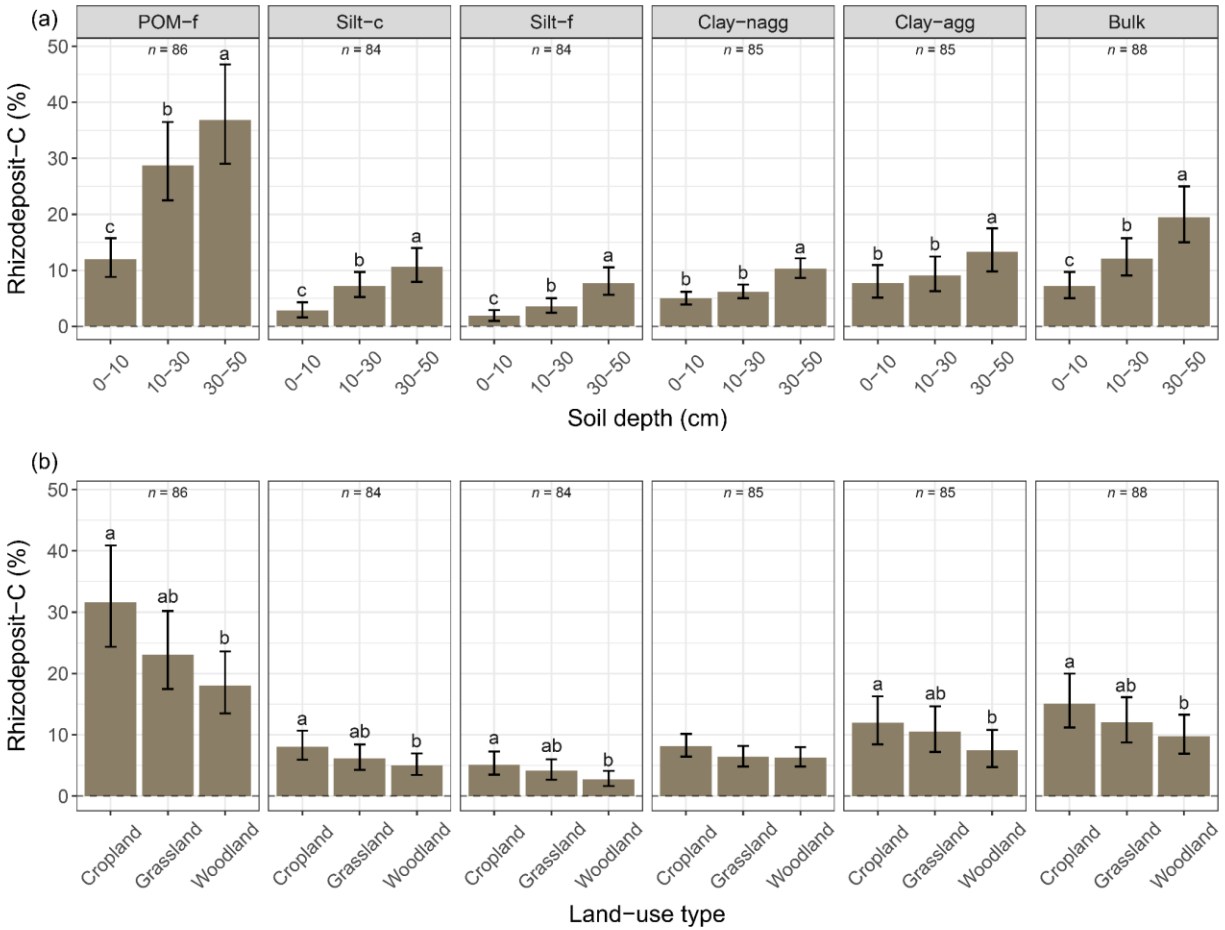 (a)
POM−f Silt−c Silt−f Clay−nagg Clay−agg Bulk
n = 86 n = 84 n = 84 n = 85 n = 85 n = 88
Rhizodeposit−C (%)
50
40
30
20
10
0
c b a
c b a
c b a
b b a
b b a
c b a
0−10 10−30 30−50 0−10 10−30 30−50 0−10 10−30 30−50 0−10 10−30 30−50 0−10 10−30 30−50 0−10 10−30 30−50
Soil depth (cm)
(b)
n = 86 n = 84 n = 84 n = 85 n = 85 n = 88
Rhizodeposit−C (%)
50
40
30
20
10
0
a ab b
a ab b
a ab b
a ab b
a ab b
Cropland Grassland Woodland Cropland Grassland Woodland Cropland Grassland Woodland Cropland Grassland Woodland Cropland Grassland Woodland Cropland Grassland Woodland
Land−use type